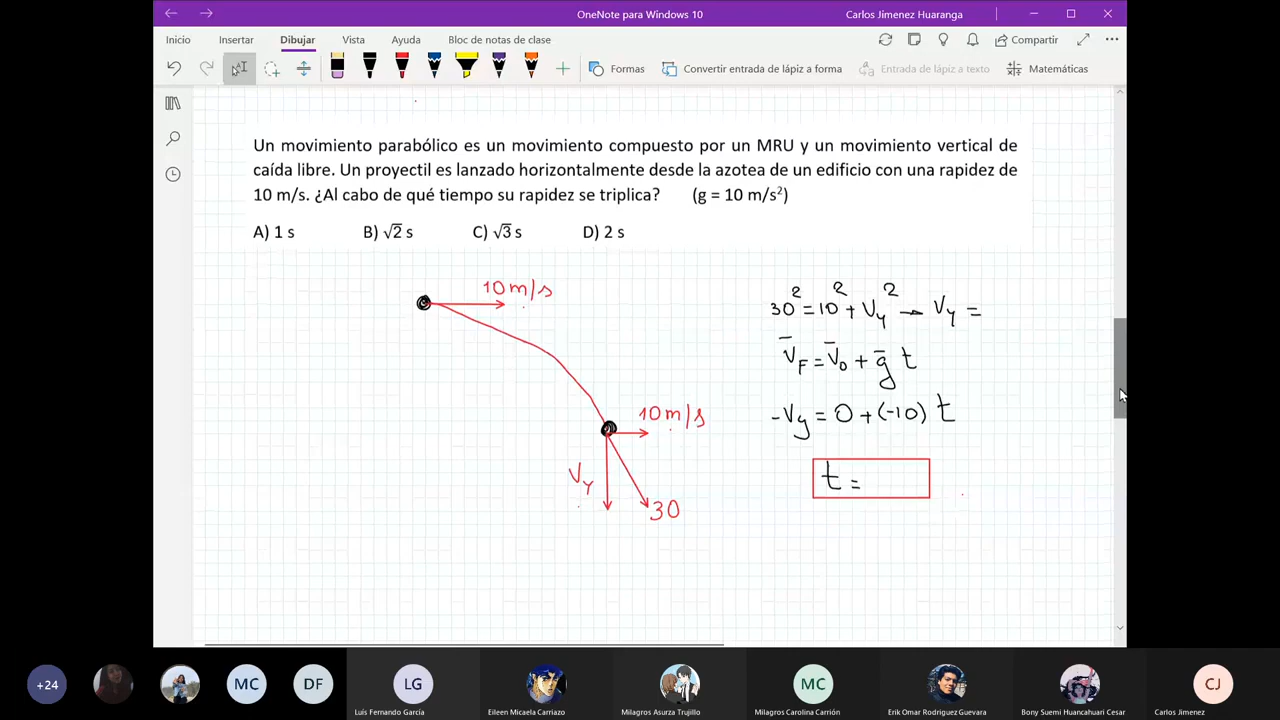 OneNote para Windows 10
Carlos Jimenez Huaranga
Inicio Insertar Dibujar Vista Ayuda Bloc de notas de clase
Compartir
Formas Convertir entrada de lápiz a forma Entrada de lápiz a texto Matemáticas
Un movimiento parabólico es un movimiento compuesto por un MRU y un movimiento vertical de
caída libre. Un proyectil es lanzado horizontalmente desde la azotea de un edificio con una rapidez de
10 m/s. ¿Al cabo de qué tiempo su rapidez se triplica? (g = 10 m/s²)
A) 1 s B) √2 s C) √3 s D) 2 s
10 m/s
10 m/s
Vy
30
30² = 10² + Vy² → Vy =
V̄F = V̄0 + ḡ t
-Vy = 0 + (-10) t
t =
+24 MC DF LG MC CJ
Luis Fernando García Eileen Micaela Carriazo Milagros Asurza Trujillo Milagros Carolina Carrión Erik Omar Rodriguez Guevara Bony Suemi Huancahuari Cesar Carlos Jimenez